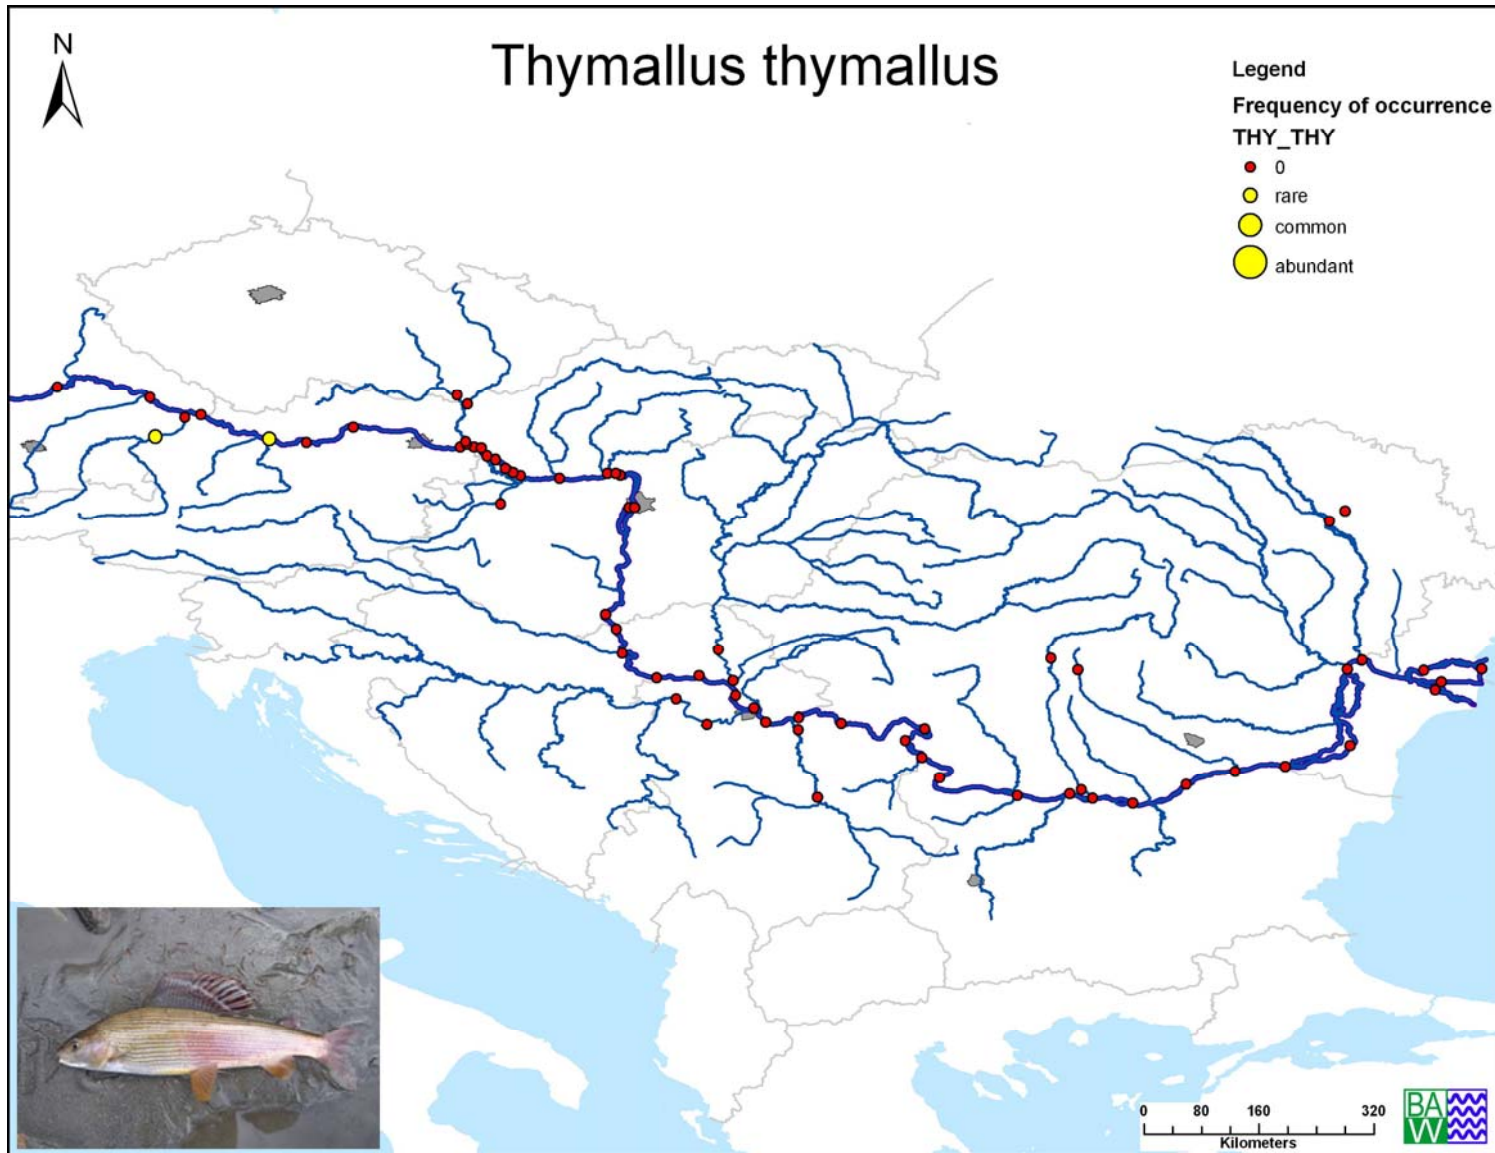 N
Thymallus thymallus
Legend
Frequency of occurrence
THY_THY
0
rare
common
abundant
0 80 160 320
Kilometers
BA
W